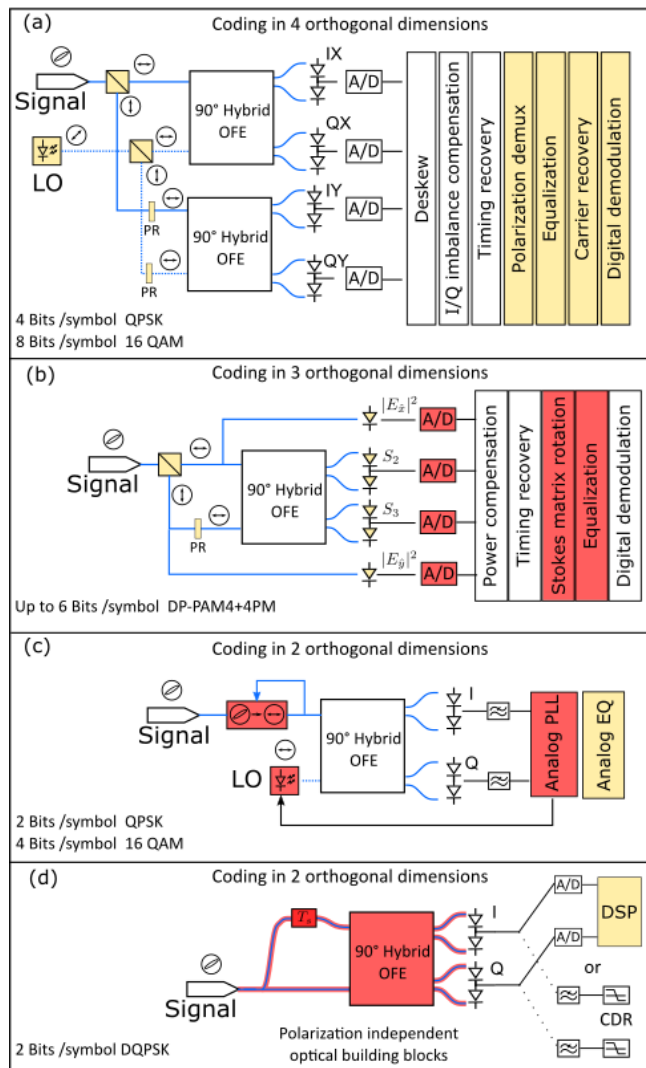 (a)
Coding in 4 orthogonal dimensions
Signal
LO
90° Hybrid
OFE
90° Hybrid
OFE
PR
PR
IX
QX
IY
QY
A/D
A/D
A/D
A/D
Deskew
I/Q imbalance compensation
Timing recovery
Polarization demux
Equalization
Carrier recovery
Digital demodulation
4 Bits /symbol QPSK
8 Bits /symbol 16 QAM
(b)
Coding in 3 orthogonal dimensions
Signal
PR
90° Hybrid
OFE
|E_x̂|²
S₂
S₃
|E_ŷ|²
A/D
A/D
A/D
A/D
Power compensation
Timing recovery
Stokes matrix rotation
Equalization
Digital demodulation
Up to 6 Bits /symbol DP-PAM4+4PM
(c)
Coding in 2 orthogonal dimensions
Signal
LO
90° Hybrid
OFE
I
Q
Analog PLL
Analog EQ
2 Bits /symbol QPSK
4 Bits /symbol 16 QAM
(d)
Coding in 2 orthogonal dimensions
Signal
Tₛ
90° Hybrid
OFE
I
Q
A/D
A/D
DSP
or
CDR
Polarization independent
optical building blocks
2 Bits /symbol DQPSK